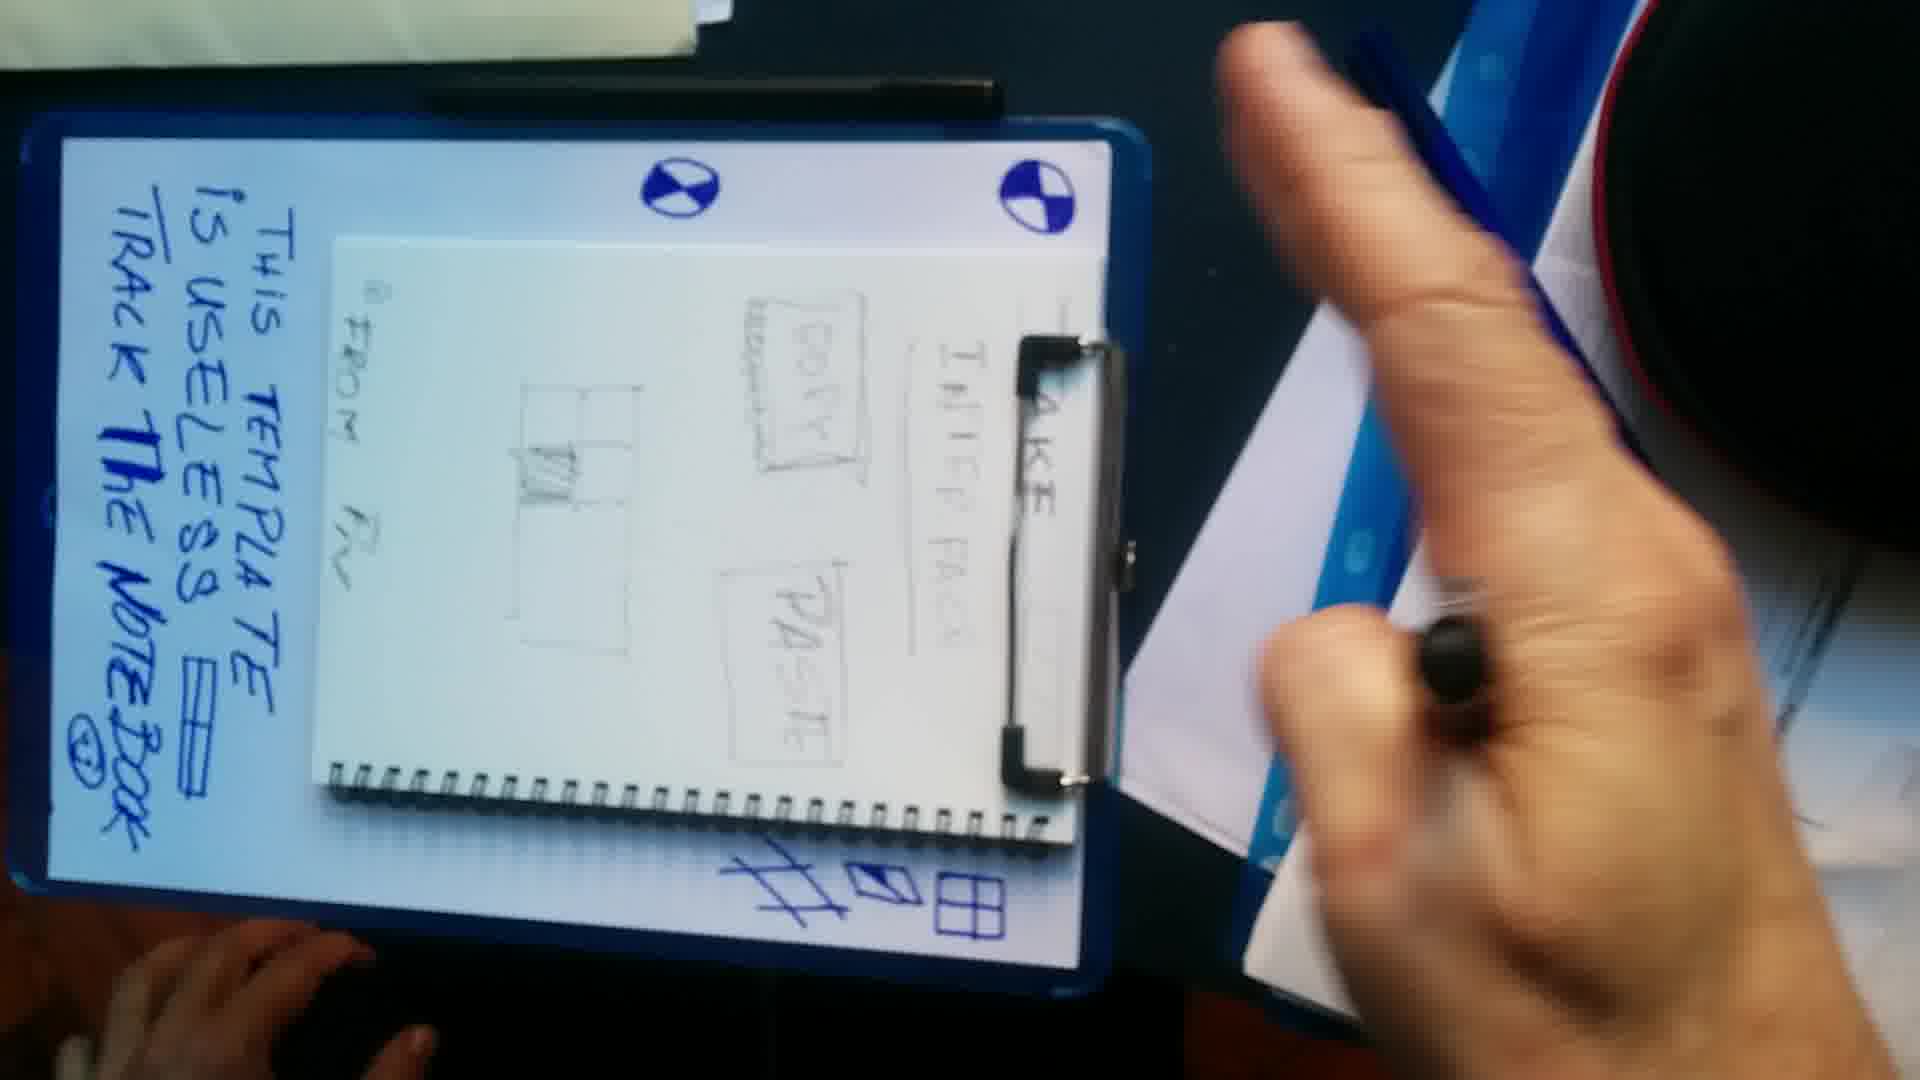 INTERFACE
COPY
PASTE
FROM
THIS TEMPLATE
iS USELESS
TRACK THE NOTEBOOK